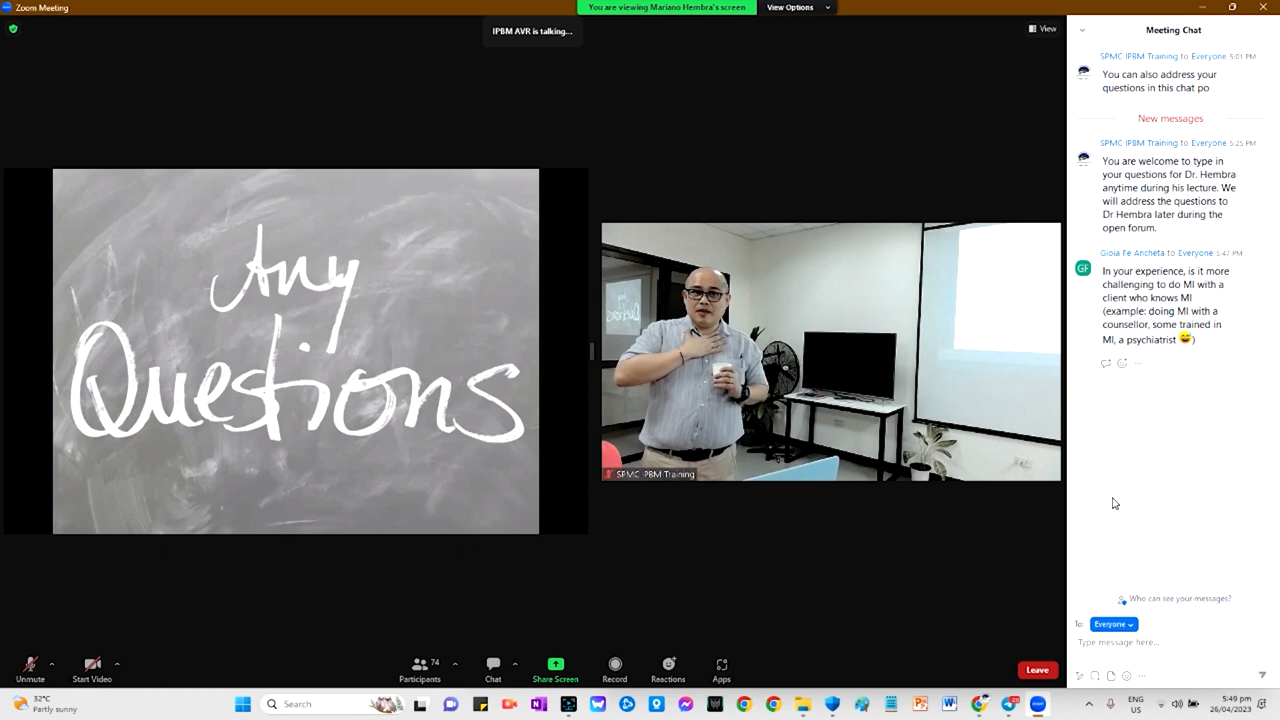 Zoom Meeting
You are viewing Mariano Hembra's screen
View Options
IPBM AVR is talking...
View
Any
Questions
SPMC IPBM Training
Meeting Chat
SPMC IPBM Training to Everyone 5:01 PM
You can also address your
questions in this chat po
New messages
SPMC IPBM Training to Everyone 5:25 PM
You are welcome to type in
your questions for Dr. Hembra
anytime during his lecture. We
will address the questions to
Dr Hembra later during the
open forum.
Gioia Fe Ancheta to Everyone 5:47 PM
GF
In your experience, is it more
challenging to do MI with a
client who knows MI
(example: doing MI with a
counsellor, some trained in
MI, a psychiatrist 😅)
Who can see your messages?
To: Everyone
Type message here...
Unmute
Start Video
74
Participants
Chat
Share Screen
Record
Reactions
Apps
Leave
32°C
Partly sunny
Search
ENG
US
5:49 pm
26/04/2023